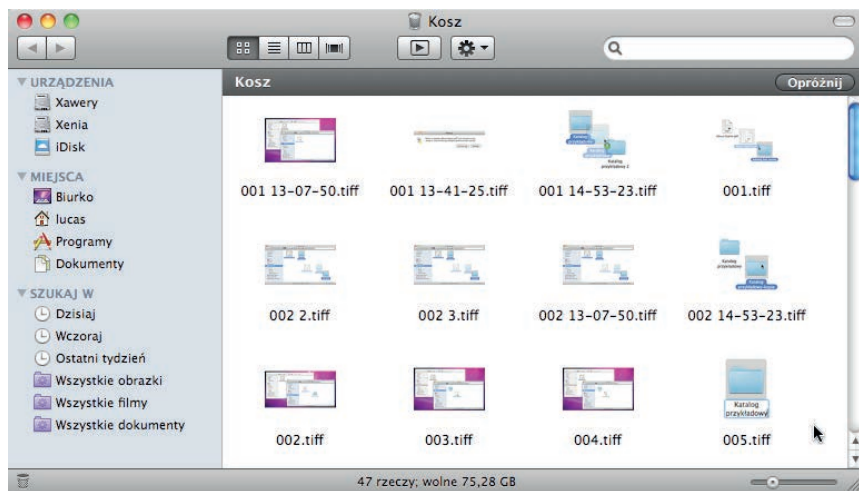 Kosz
URZĄDZENIA
Xawery
Xenia
iDisk
MIEJSCA
Biurko
lucas
Programy
Dokumenty
SZUKAJ W
Dzisiaj
Wczoraj
Ostatni tydzień
Wszystkie obrazki
Wszystkie filmy
Wszystkie dokumenty
Kosz Opróżnij
001 13-07-50.tiff 001 13-41-25.tiff 001 14-53-23.tiff 001.tiff
002 2.tiff 002 3.tiff 002 13-07-50.tiff 002 14-53-23.tiff
Katalog
przykładowy
002.tiff 003.tiff 004.tiff 005.tiff
47 rzeczy; wolne 75,28 GB